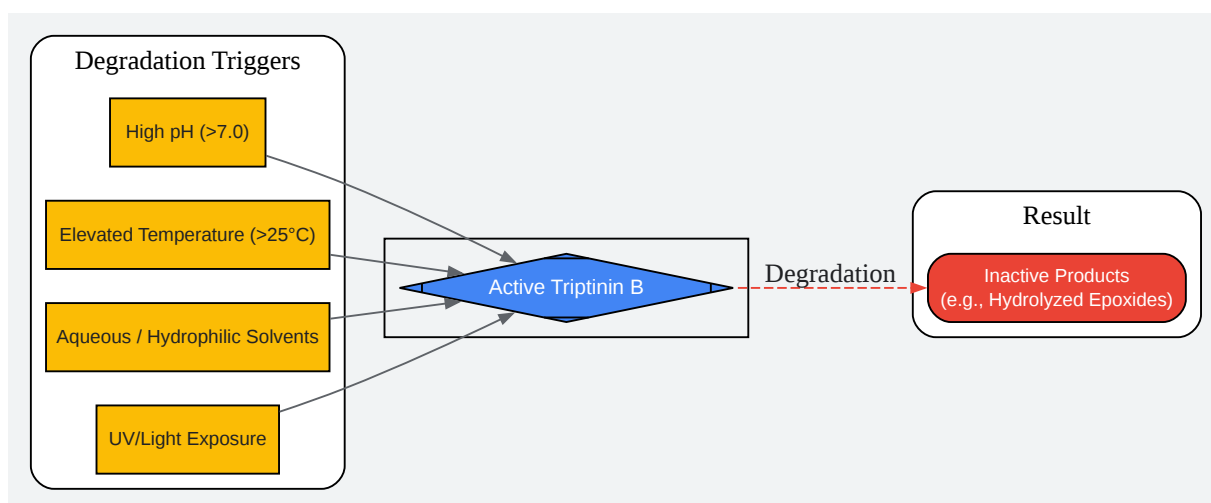 Degradation Triggers
High pH (>7.0)
Elevated Temperature (>25°C)
Aqueous / Hydrophilic Solvents
UV/Light Exposure
Active Triptinin B
Degradation
Result
Inactive Products
(e.g., Hydrolyzed Epoxides)